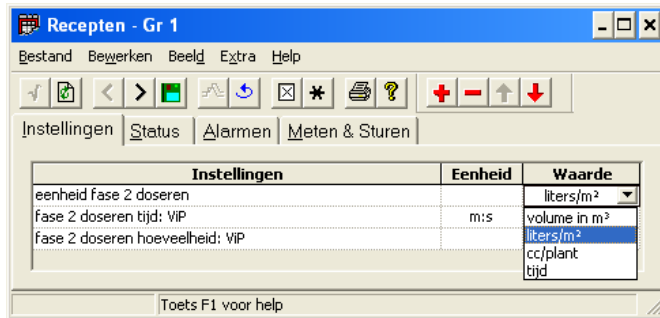 Recepten - Gr 1
Bestand Bewerken Beeld Extra Help
Instellingen Status Alarmen Meten & Sturen
Instellingen Eenheid Waarde
eenheid fase 2 doseren liters/m²
fase 2 doseren tijd: ViP m:s volume in m³
fase 2 doseren hoeveelheid: ViP liters/m²
cc/plant
tijd
Toets F1 voor help